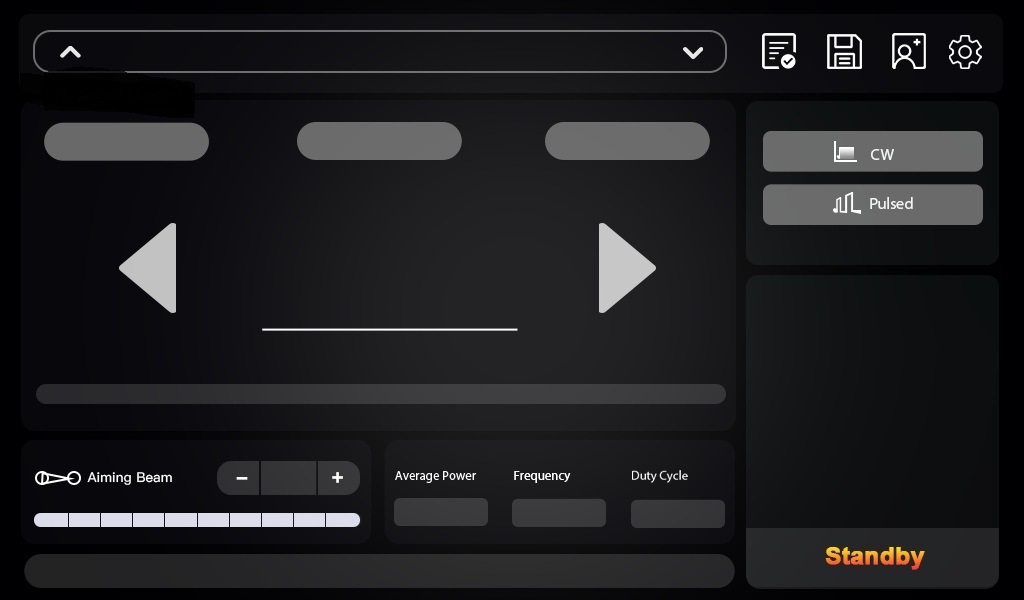 CW
Pulsed
Aiming Beam
−
+
Average Power
Frequency
Duty Cycle
Standby